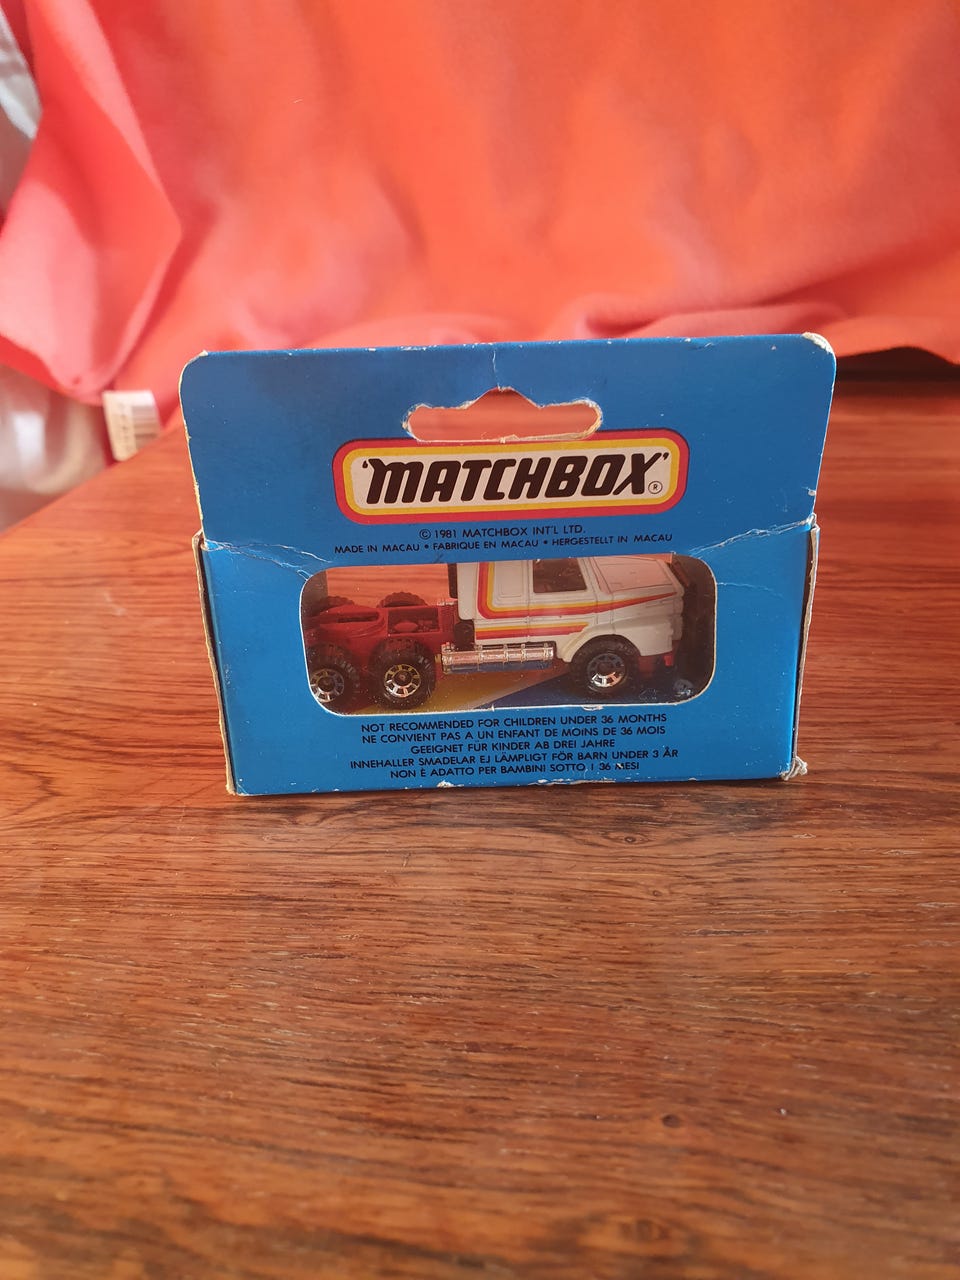 'MATCHBOX'®
© 1981 MATCHBOX INT'L LTD.
MADE IN MACAU • FABRIQUE EN MACAU • HERGESTELLT IN MACAU
NOT RECOMMENDED FOR CHILDREN UNDER 36 MONTHS
NE CONVIENT PAS A UN ENFANT DE MOINS DE 36 MOIS
GEEIGNET FÜR KINDER AB DREI JAHRE
INNEHALLER SMADELAR EJ LÄMPLIGT FÖR BARN UNDER 3 ÅR
NON È ADATTO PER BAMBINI SOTTO I 36 MESI